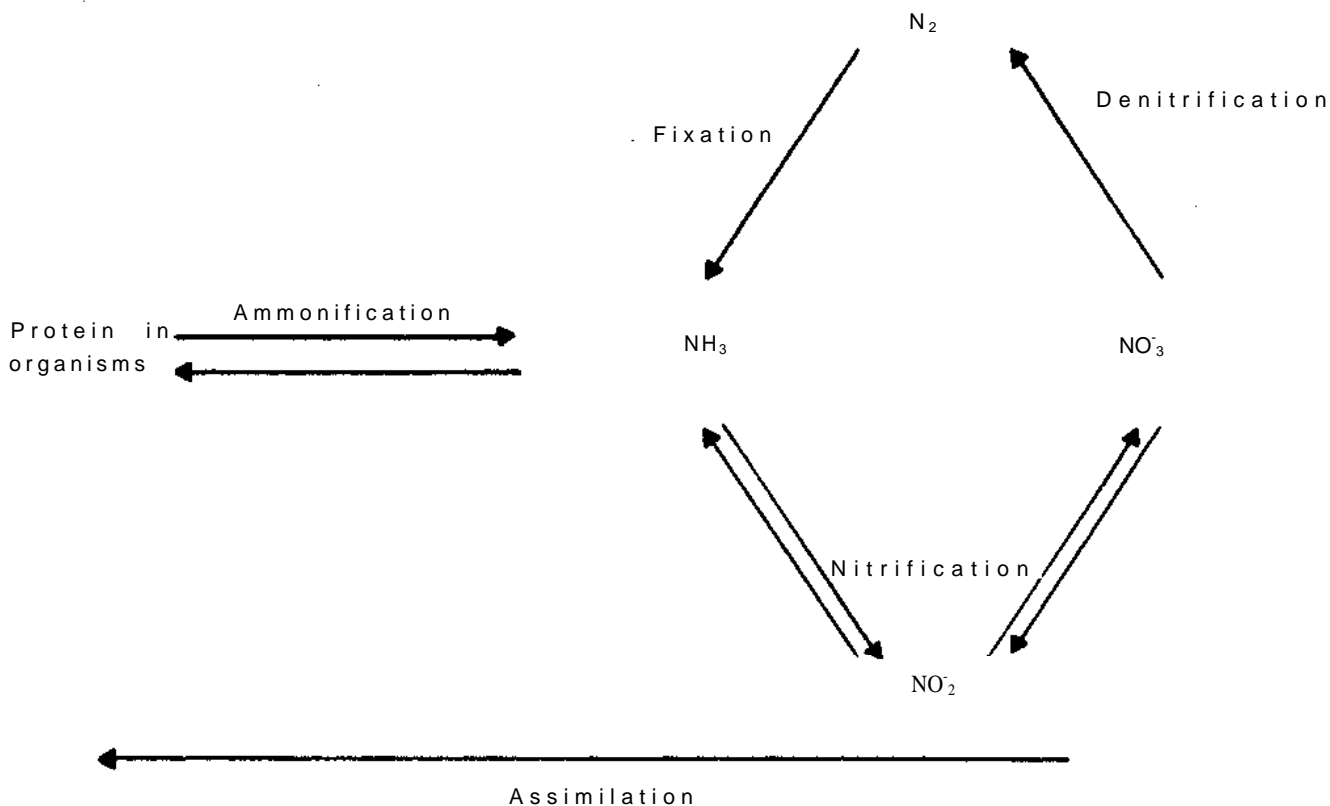 N₂
Denitrification
Fixation
Ammonification
Protein in
organisms
NH₃
NO⁻₃
Nitrification
NO⁻₂
Assimilation